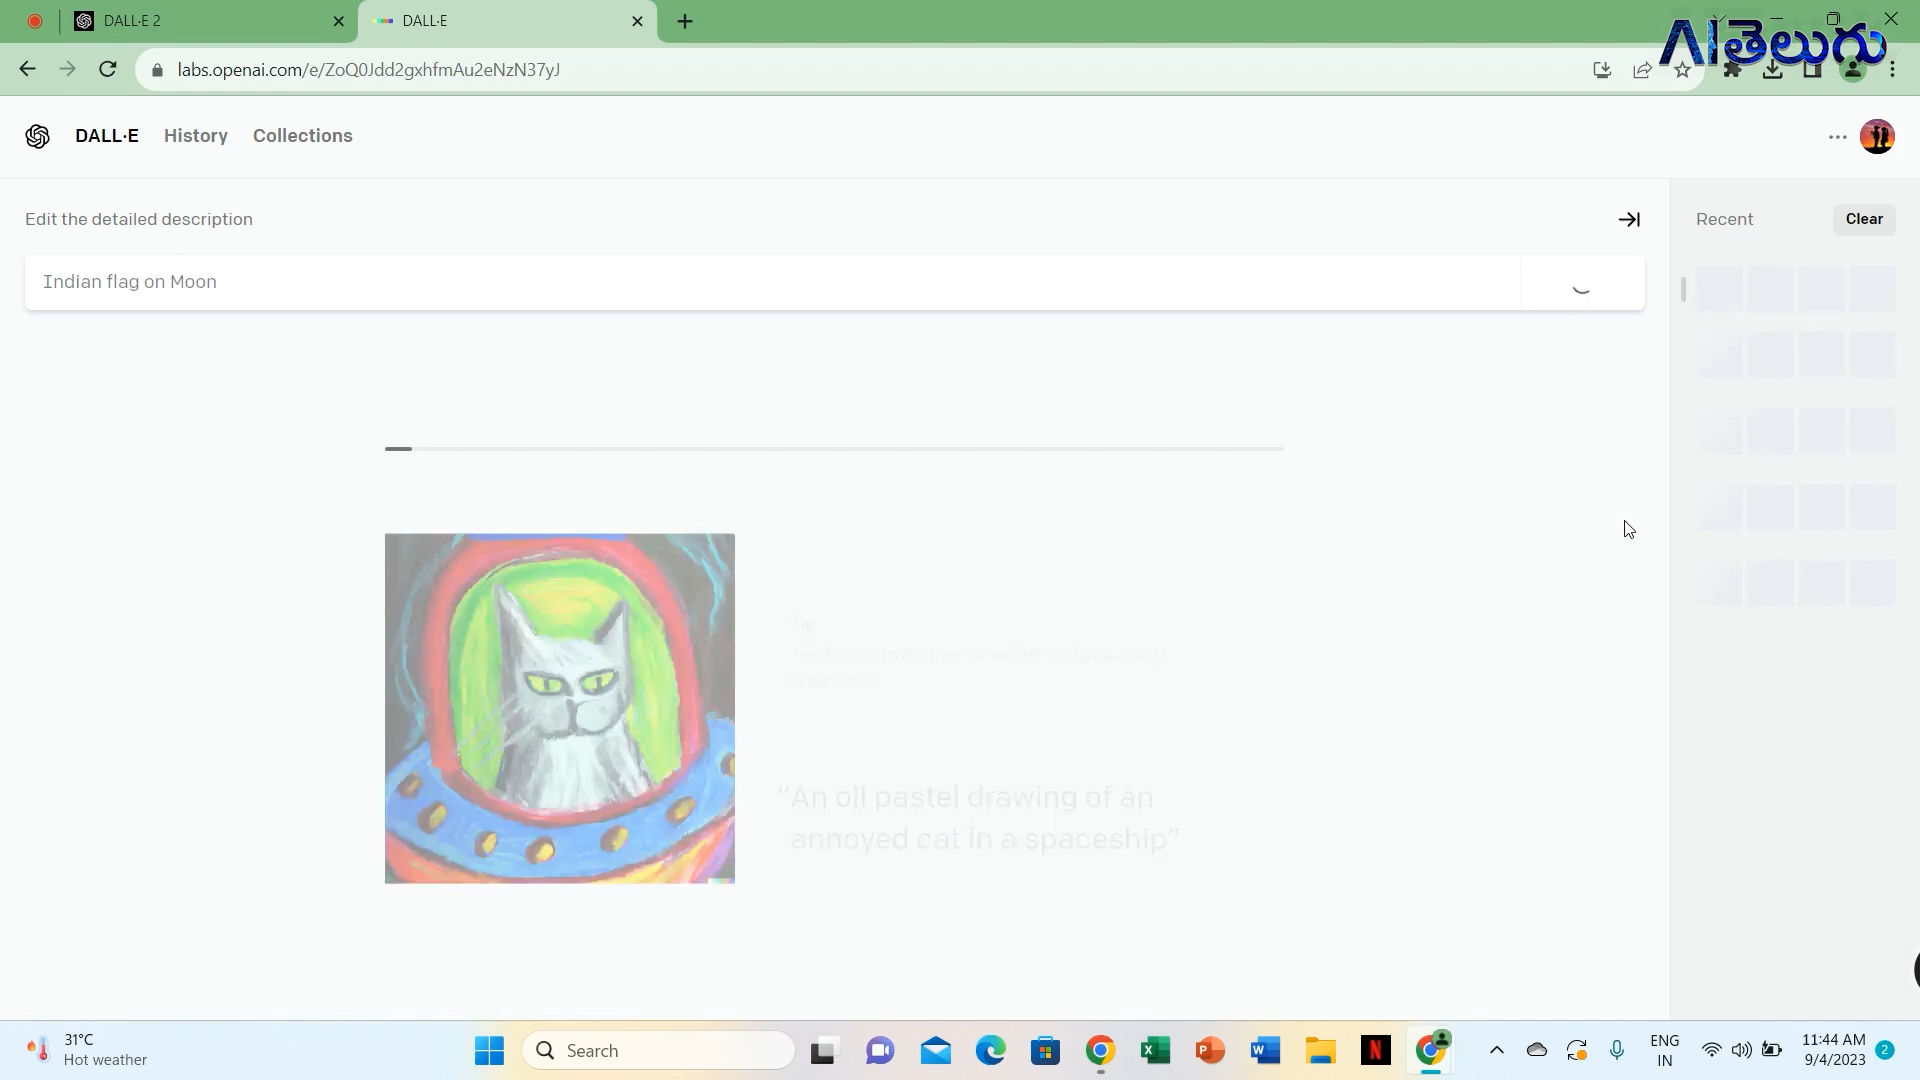 DALL·E 2
DALL·E
AIతెలుగు
labs.openai.com/e/ZoQ0Jdd2gxhfmAu2eNzN37yJ
DALL·E
History
Collections
Edit the detailed description
Recent
Clear
Indian flag on Moon
“An oil pastel drawing of an
annoyed cat in a spaceship”
31°C
Hot weather
Search
ENG
IN
11:44 AM
9/4/2023
2